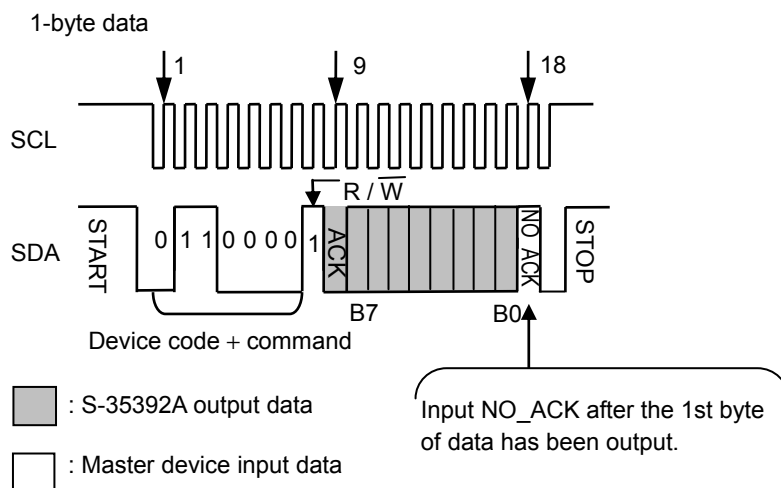 1-byte data
1 9 18
SCL
R / W
SDA START 0 1 1 0 0 0 0 1 ACK NO_ACK STOP
B7 B0
Device code + command
: S-35392A output data
: Master device input data
Input NO_ACK after the 1st byte
of data has been output.